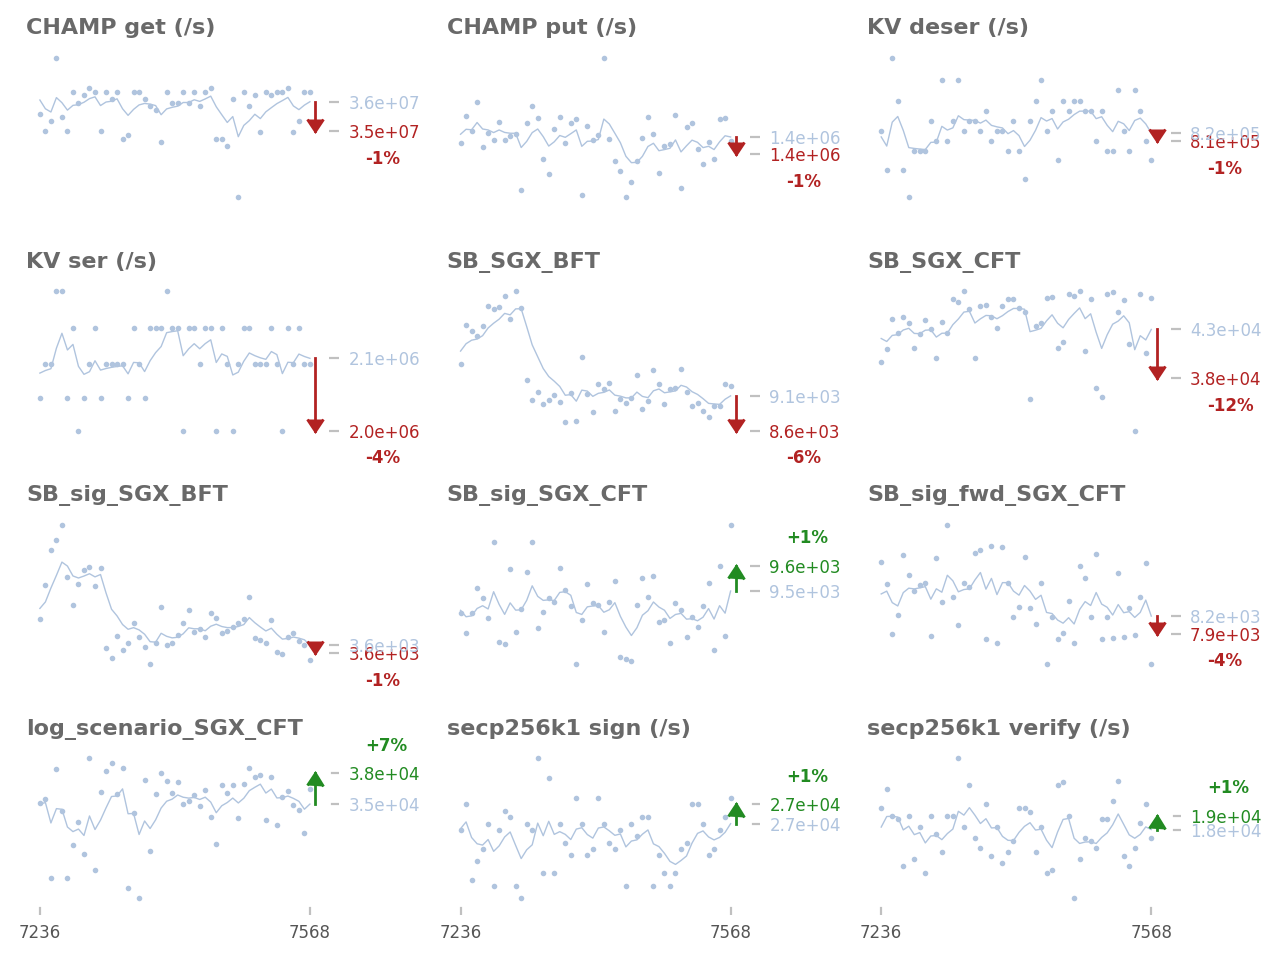 CHAMP get (/s)
3.6e+07
3.5e+07
-1%
CHAMP put (/s)
1.4e+06
1.4e+06
-1%
KV deser (/s)
8.2e+05
8.1e+05
-1%
KV ser (/s)
2.1e+06
2.0e+06
-4%
SB_SGX_BFT
9.1e+03
8.6e+03
-6%
SB_SGX_CFT
4.3e+04
3.8e+04
-12%
SB_sig_SGX_BFT
3.6e+03
3.6e+03
-1%
SB_sig_SGX_CFT
+1%
9.6e+03
9.5e+03
SB_sig_fwd_SGX_CFT
8.2e+03
7.9e+03
-4%
log_scenario_SGX_CFT
+7%
3.8e+04
3.5e+04
7236
7568
secp256k1 sign (/s)
+1%
2.7e+04
2.7e+04
7236
7568
secp256k1 verify (/s)
+1%
1.9e+04
1.8e+04
7236
7568